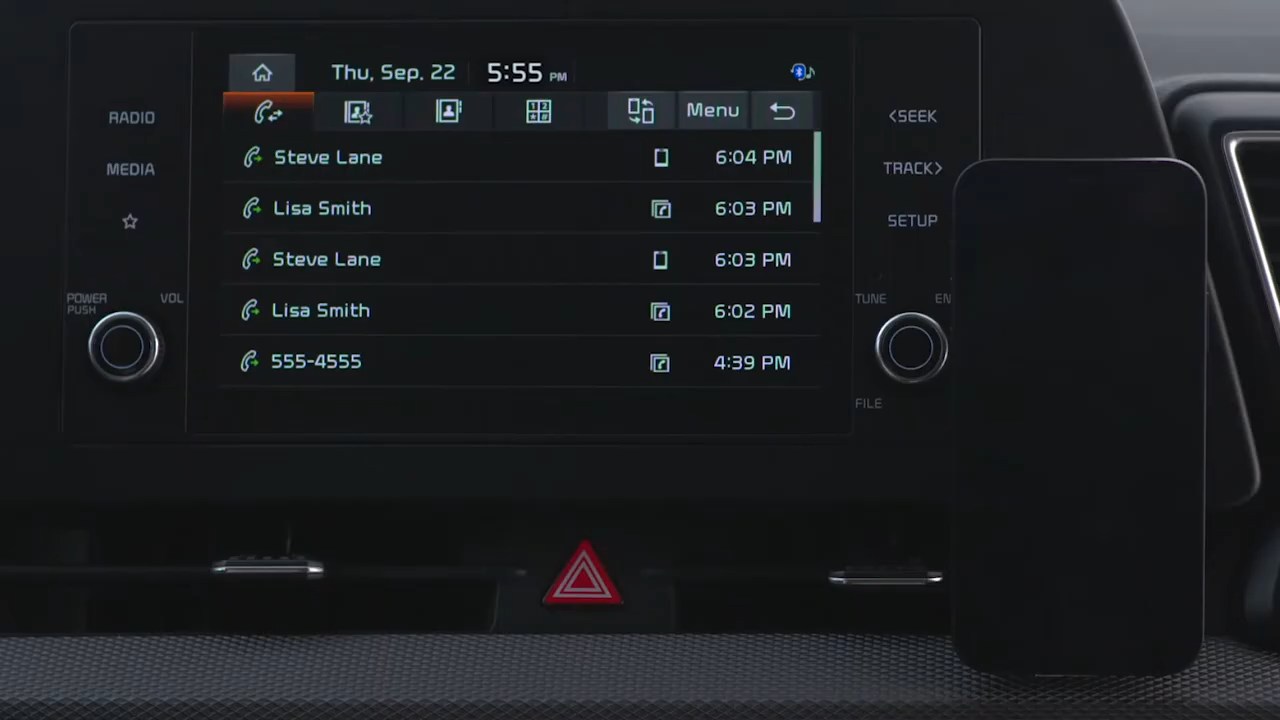 Thu, Sep. 22 5:55 PM
Menu
Steve Lane 6:04 PM
Lisa Smith 6:03 PM
Steve Lane 6:03 PM
Lisa Smith 6:02 PM
555-4555 4:39 PM
RADIO
MEDIA
POWER
PUSH
VOL
<SEEK
TRACK>
SETUP
TUNE
FILE